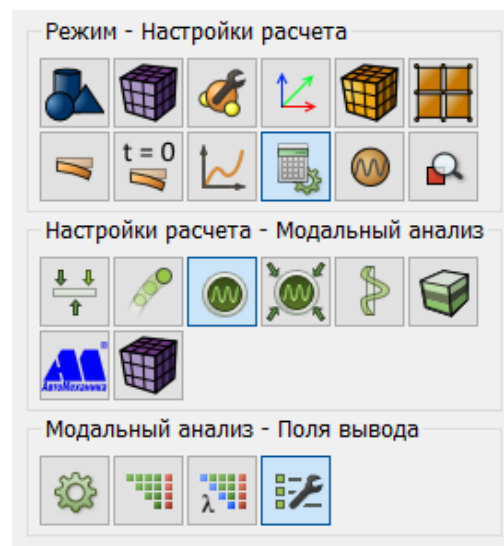 Режим - Настройки расчета
t = 0
Настройки расчета - Модальный анализ
АвтоМеханика
Модальный анализ - Поля вывода
λ